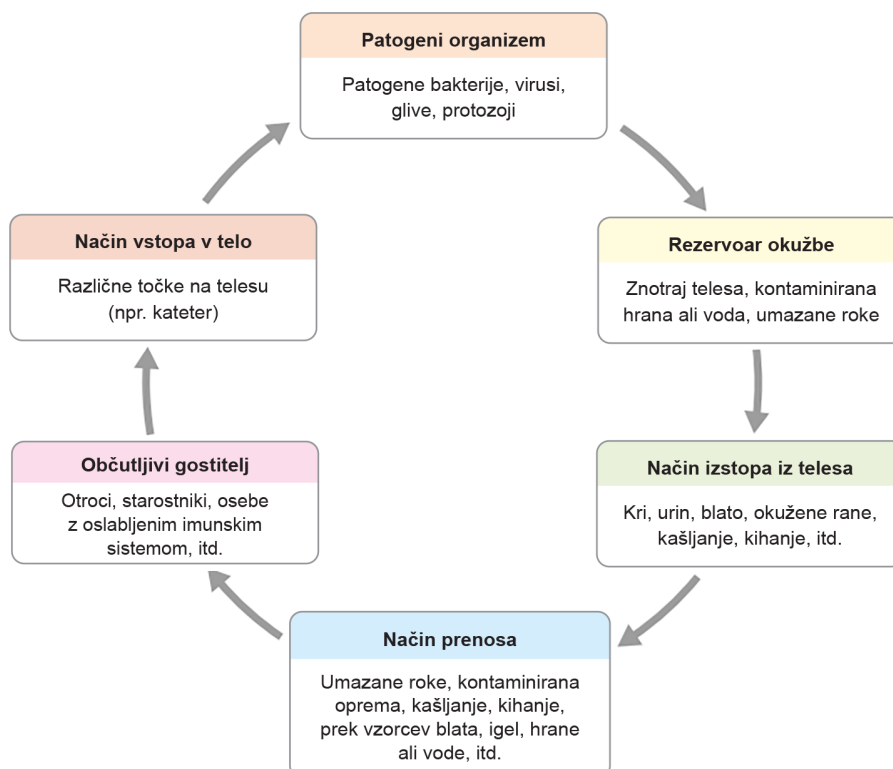 Patogeni organizem
Patogene bakterije, virusi,
glive, protozoji
Rezervoar okužbe
Znotraj telesa, kontaminirana
hrana ali voda, umazane roke
Način izstopa iz telesa
Kri, urin, blato, okužene rane,
kašljanje, kihanje, itd.
Način prenosa
Umazane roke, kontaminirana
oprema, kašljanje, kihanje,
prek vzorcev blata, igel, hrane
ali vode, itd.
Občutljivi gostitelj
Otroci, starostniki, osebe
z oslabljenim imunskim
sistemom, itd.
Način vstopa v telo
Različne točke na telesu
(npr. kateter)